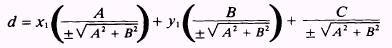 d = x₁ ( A / ± √(A² + B²) ) + y₁ ( B / ± √(A² + B²) ) + C / ± √(A² + B²)